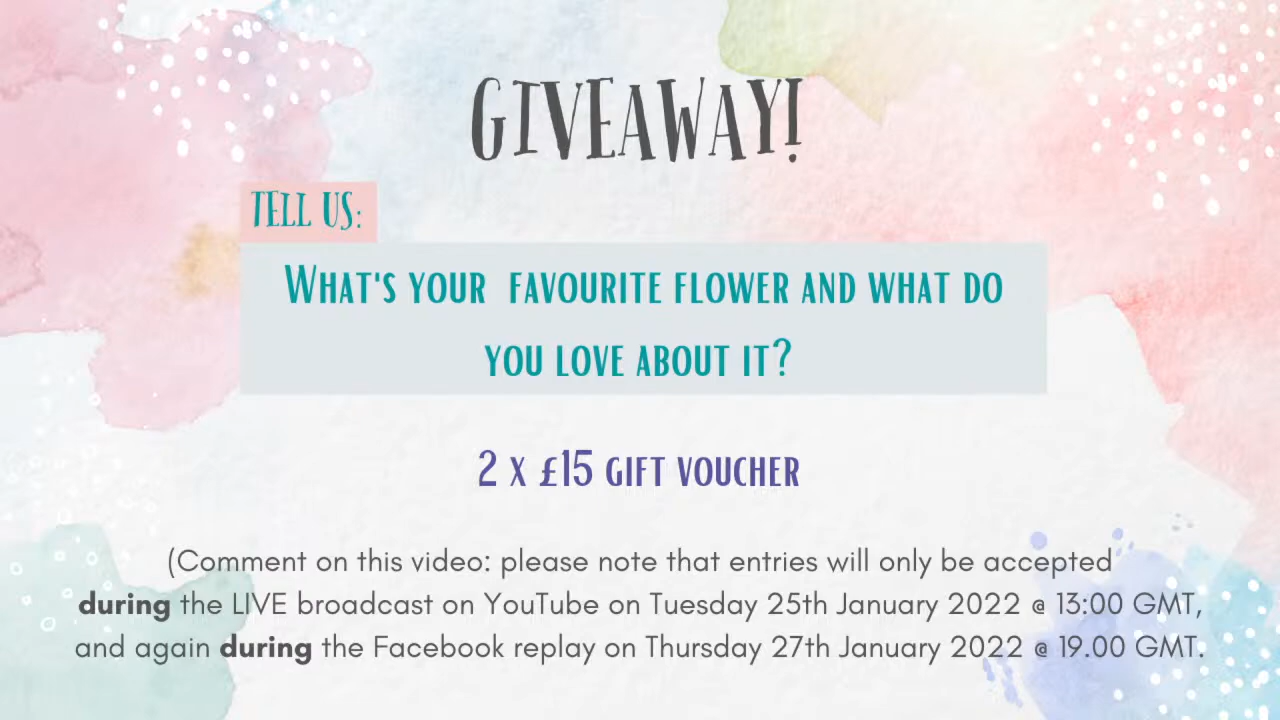 GIVEAWAY!
TELL US:
WHAT'S YOUR FAVOURITE FLOWER AND WHAT DO
YOU LOVE ABOUT IT?
2 X £15 GIFT VOUCHER
(Comment on this video: please note that entries will only be accepted
during the LIVE broadcast on YouTube on Tuesday 25th January 2022 @ 13:00 GMT,
and again during the Facebook replay on Thursday 27th January 2022 @ 19.00 GMT.